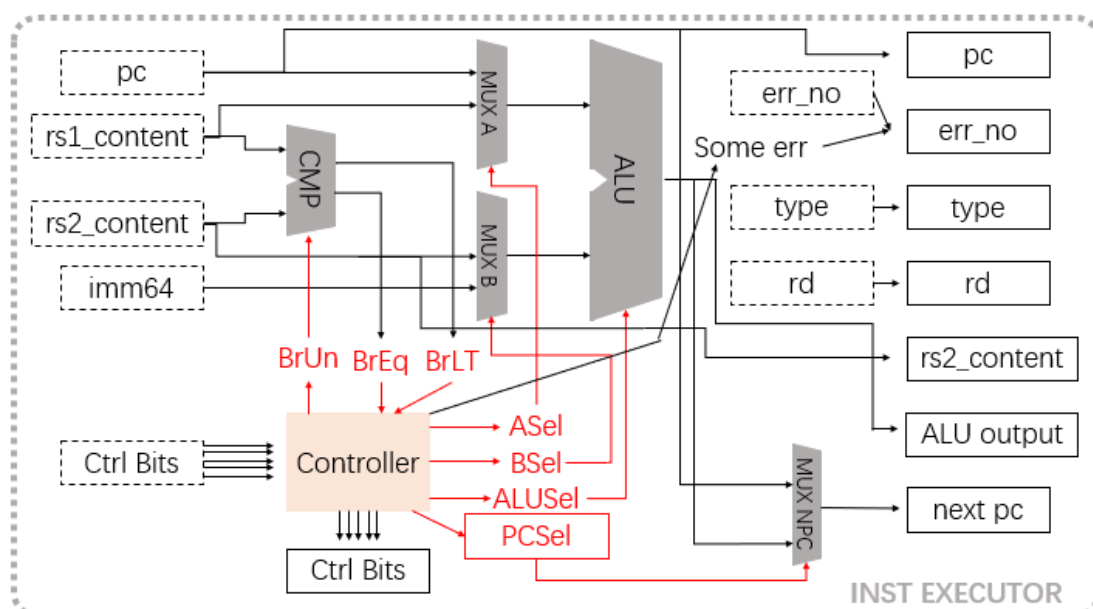 pc
rs1_content
rs2_content
imm64
CMP
MUX A
MUX B
ALU
err_no
Some err
type
rd
pc
err_no
type
rd
rs2_content
ALU output
next pc
BrUn
BrEq
BrLT
Ctrl Bits
Controller
ASel
BSel
ALUSel
PCSel
MUX NPC
Ctrl Bits
INST EXECUTOR